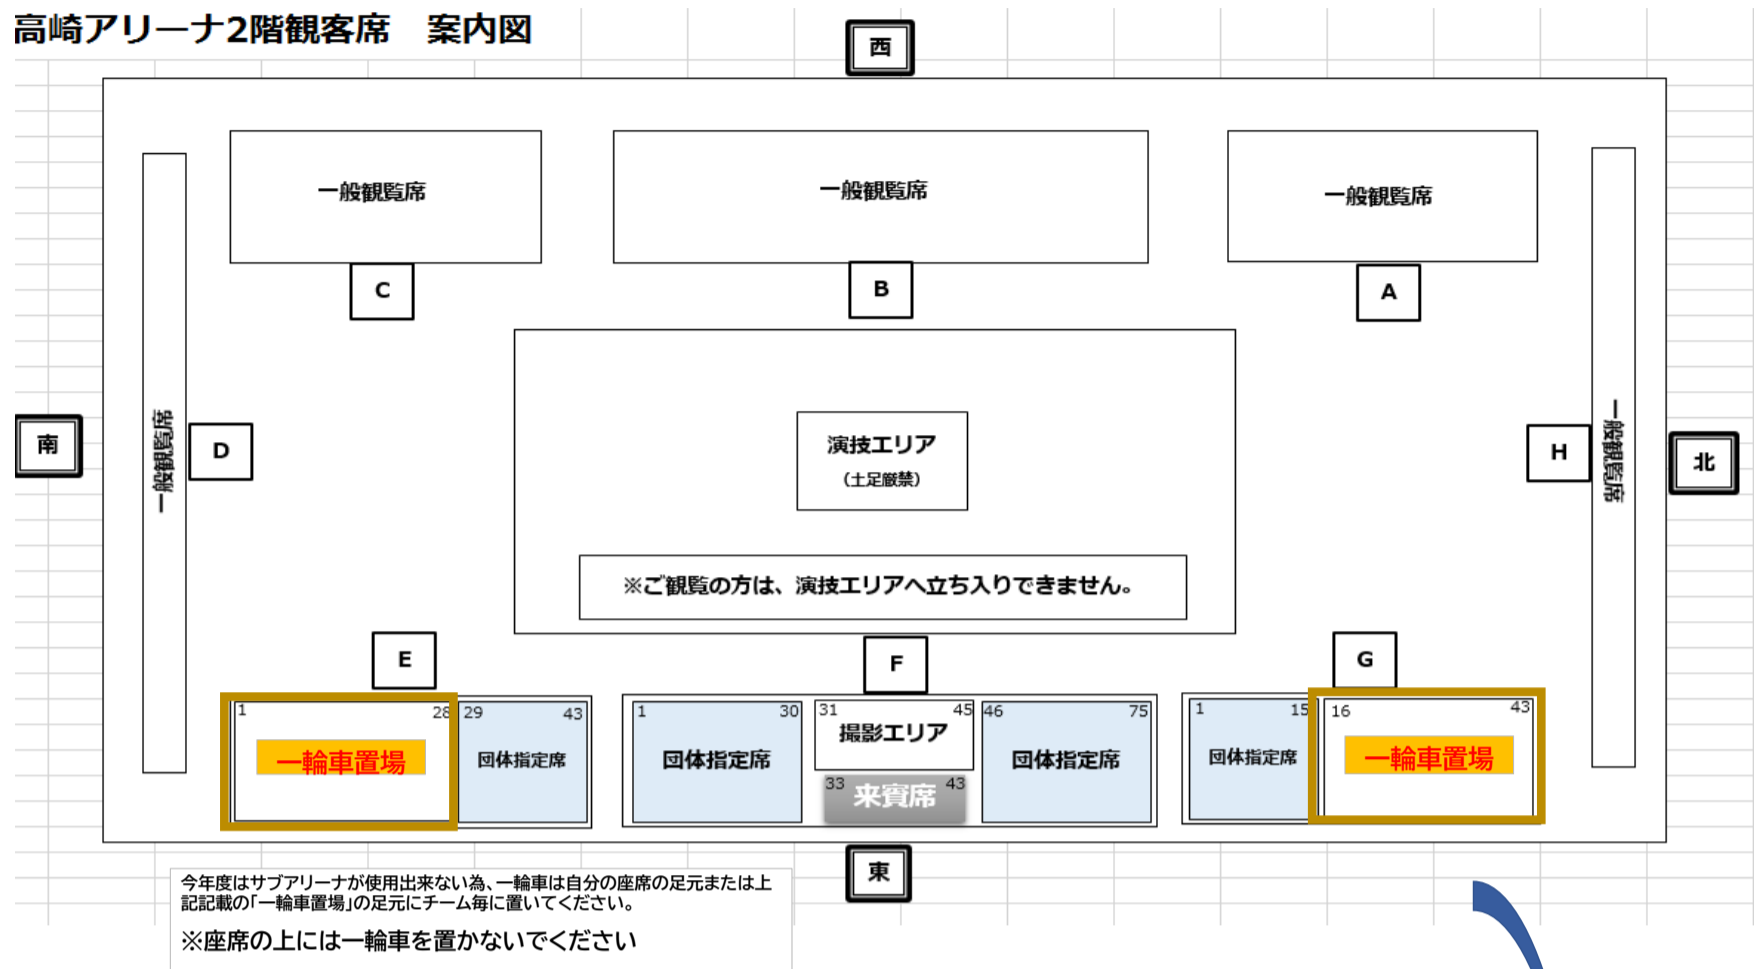 高崎アリーナ2階観客席　案内図
西
一般観覧席
一般観覧席
一般観覧席
C
B
A
南
一般観覧席
D
演技エリア
（土足厳禁）
H
一般観覧席
北
※ご観覧の方は、演技エリアへ立ち入りできません。
E
F
G
1 28 29 43
1 30 31 45 46 75
1 15 16 43
一輪車置場
団体指定席
団体指定席
撮影エリア
団体指定席
団体指定席
一輪車置場
33 来賓席 43
東
今年度はサブアリーナが使用出来ない為、一輪車は自分の座席の足元または上
記記載の「一輪車置場」の足元にチーム毎に置いてください。
※座席の上には一輪車を置かないでください